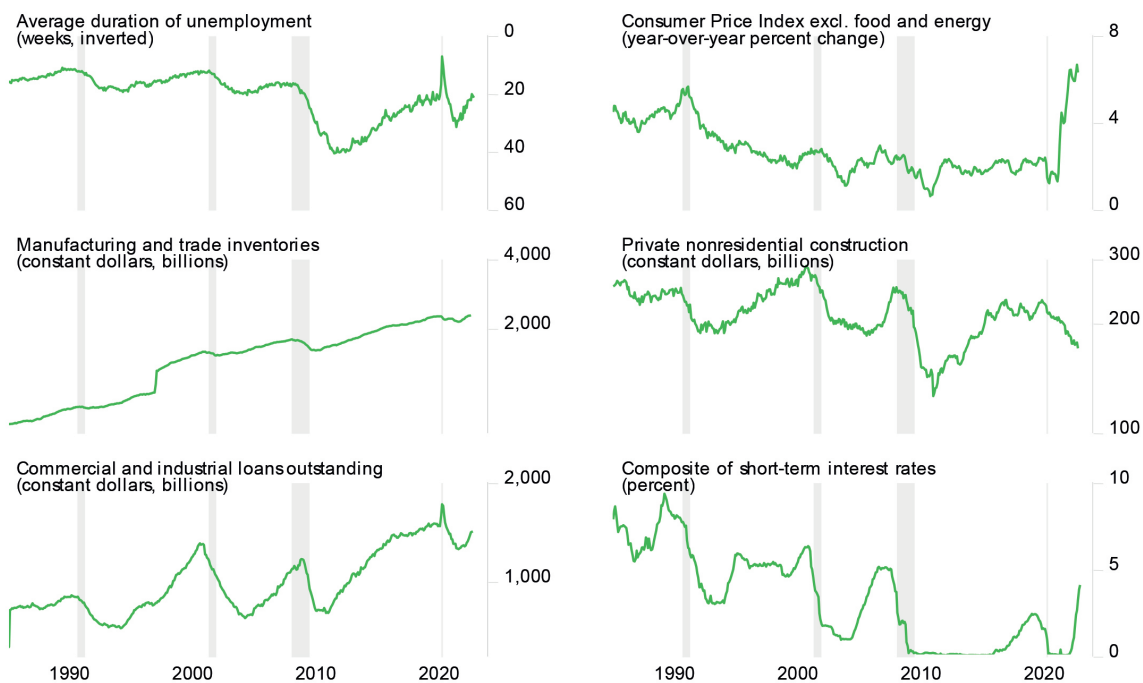 Average duration of unemployment
(weeks, inverted)
0
20
40
60
Consumer Price Index excl. food and energy
(year-over-year percent change)
8
4
0
Manufacturing and trade inventories
(constant dollars, billions)
4,000
2,000
Private nonresidential construction
(constant dollars, billions)
300
200
100
Commercial and industrial loans outstanding
(constant dollars, billions)
2,000
1,000
1990 2000 2010 2020
Composite of short-term interest rates
(percent)
10
5
0
1990 2000 2010 2020